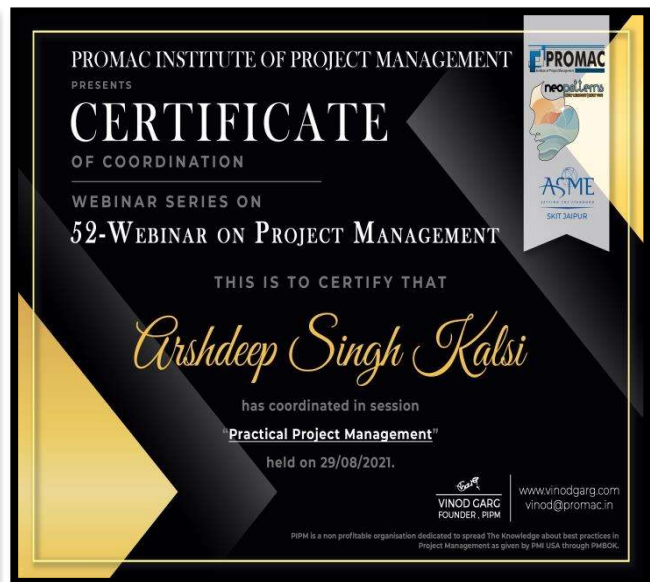 PROMAC INSTITUTE OF PROJECT MANAGEMENT
PRESENTS
CERTIFICATE
OF COORDINATION
WEBINAR SERIES ON
52-WEBINAR ON PROJECT MANAGEMENT
PROMAC
neopatterns
ASME
SETTING THE STANDARD
SKIT JAIPUR
THIS IS TO CERTIFY THAT
Arshdeep Singh Kalsi
has coordinated in session
"Practical Project Management"
held on 29/08/2021.
VINOD GARG
FOUNDER , PIPM
www.vinodgarg.com
vinod@promac.in
PIPM is a non profitable organisation dedicated to spread The Knowledge about best practices in
Project Management as given by PMI USA through PMBOK.